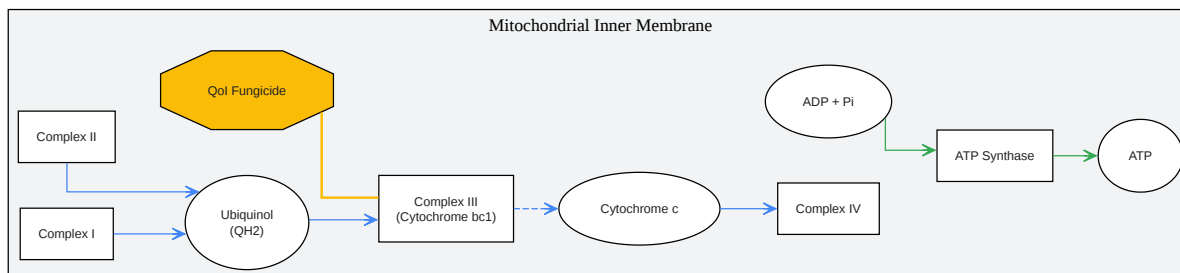 Mitochondrial Inner Membrane
QoI Fungicide
ADP + Pi
Complex II
ATP Synthase
ATP
Complex III
(Cytochrome bc1)
Cytochrome c
Complex IV
Ubiquinol
(QH2)
Complex I